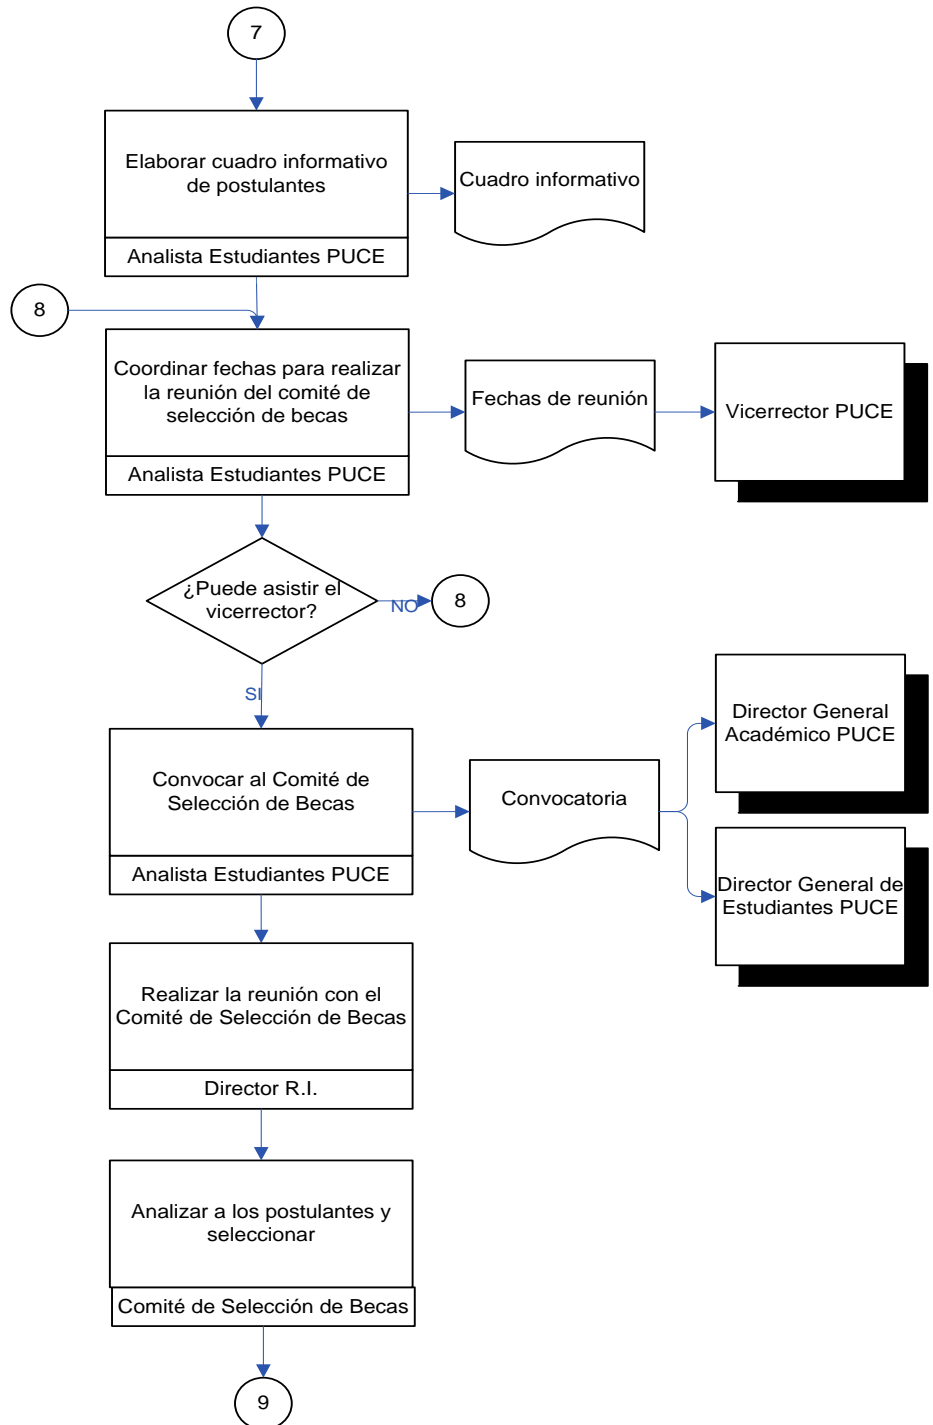 7
Elaborar cuadro informativo
de postulantes
Analista Estudiantes PUCE
Cuadro informativo
8
Coordinar fechas para realizar
la reunión del comité de
selección de becas
Analista Estudiantes PUCE
Fechas de reunión
Vicerrector PUCE
¿Puede asistir el
vicerrector?
NO
8
SI
Convocar al Comité de
Selección de Becas
Analista Estudiantes PUCE
Convocatoria
Director General
Académico PUCE
Director General de
Estudiantes PUCE
Realizar la reunión con el
Comité de Selección de Becas
Director R.I.
Analizar a los postulantes y
seleccionar
Comité de Selección de Becas
9